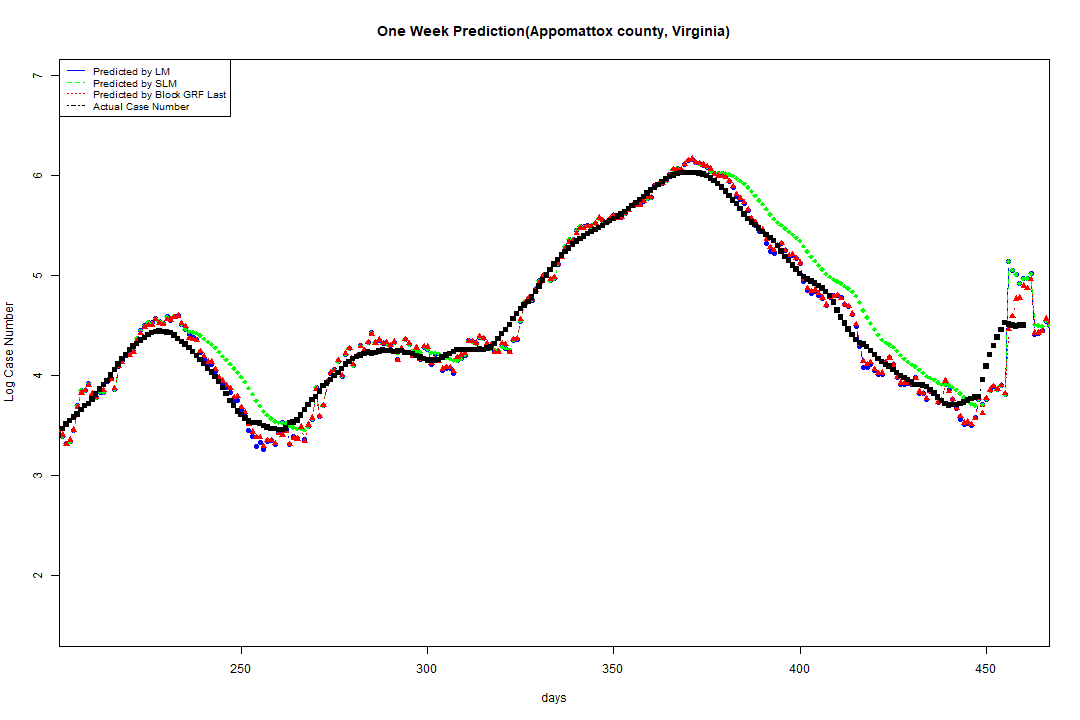 One Week Prediction(Appomattox county, Virginia)
Predicted by LM
Predicted by SLM
Predicted by Block GRF Last
Actual Case Number
Log Case Number
7
6
5
4
3
2
250 300 350 400 450
days